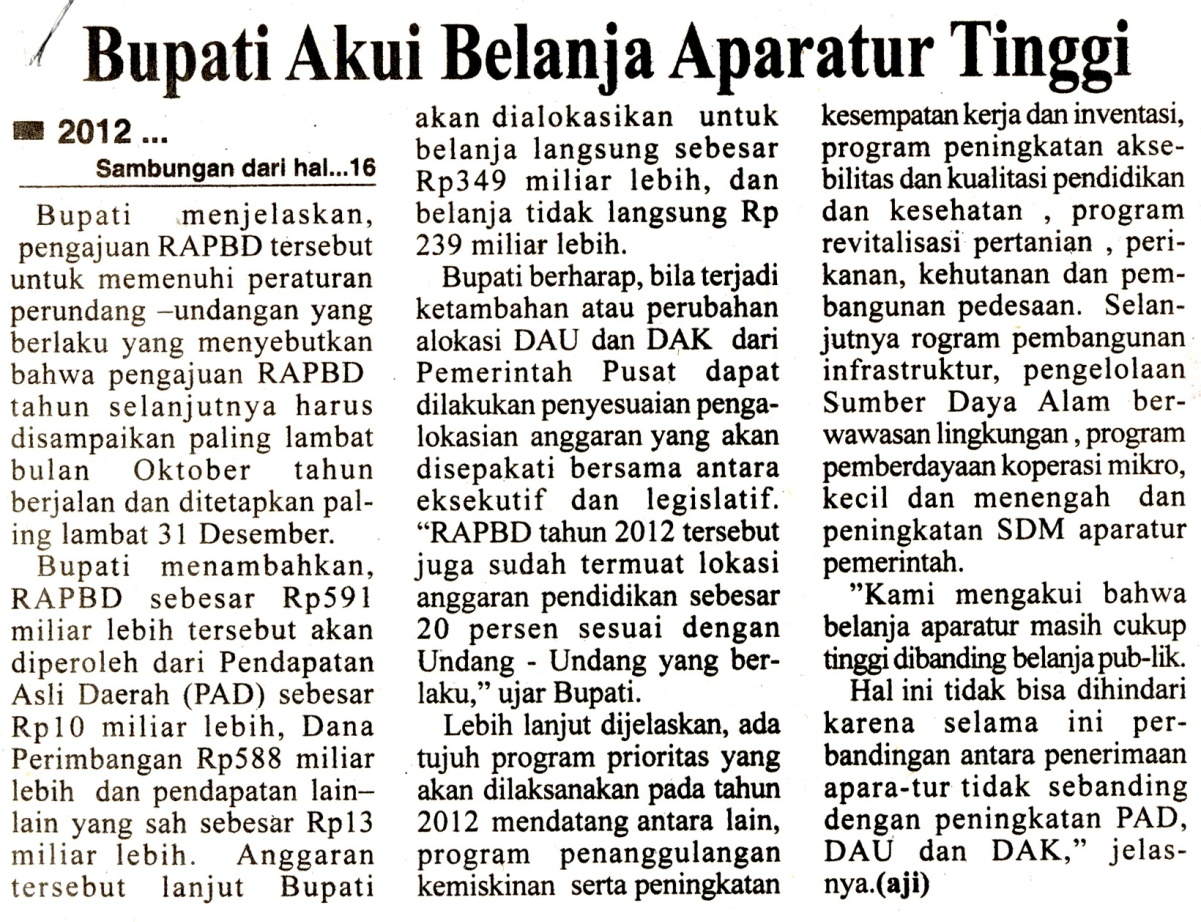 Bupati Akui Belanja Aparatur Tinggi
2012 ...
Sambungan dari hal...16
Bupati menjelaskan,
pengajuan RAPBD tersebut
untuk memenuhi peraturan
perundang –undangan yang
berlaku yang menyebutkan
bahwa pengajuan RAPBD
tahun selanjutnya harus
disampaikan paling lambat
bulan Oktober tahun
berjalan dan ditetapkan pal-
ing lambat 31 Desember.
Bupati menambahkan,
RAPBD sebesar Rp591
miliar lebih tersebut akan
diperoleh dari Pendapatan
Asli Daerah (PAD) sebesar
Rp10 miliar lebih, Dana
Perimbangan Rp588 miliar
lebih dan pendapatan lain–
lain yang sah sebesar Rp13
miliar lebih. Anggaran
tersebut lanjut Bupati
akan dialokasikan untuk
belanja langsung sebesar
Rp349 miliar lebih, dan
belanja tidak langsung Rp
239 miliar lebih.
Bupati berharap, bila terjadi
ketambahan atau perubahan
alokasi DAU dan DAK dari
Pemerintah Pusat dapat
dilakukan penyesuaian penga-
lokasian anggaran yang akan
disepakati bersama antara
eksekutif dan legislatif.
“RAPBD tahun 2012 tersebut
juga sudah termuat lokasi
anggaran pendidikan sebesar
20 persen sesuai dengan
Undang - Undang yang ber-
laku,” ujar Bupati.
Lebih lanjut dijelaskan, ada
tujuh program prioritas yang
akan dilaksanakan pada tahun
2012 mendatang antara lain,
program penanggulangan
kemiskinan serta peningkatan
kesempatan kerja dan inventasi,
program peningkatan akse-
bilitas dan kualitasi pendidikan
dan kesehatan , program
revitalisasi pertanian , peri-
kanan, kehutanan dan pem-
bangunan pedesaan. Selan-
jutnya rogram pembangunan
infrastruktur, pengelolaan
Sumber Daya Alam ber-
wawasan lingkungan , program
pemberdayaan koperasi mikro,
kecil dan menengah dan
peningkatan SDM aparatur
pemerintah.
”Kami mengakui bahwa
belanja aparatur masih cukup
tinggi dibanding belanja pub-lik.
Hal ini tidak bisa dihindari
karena selama ini per-
bandingan antara penerimaan
apara-tur tidak sebanding
dengan peningkatan PAD,
DAU dan DAK,” jelas-
nya.(aji)